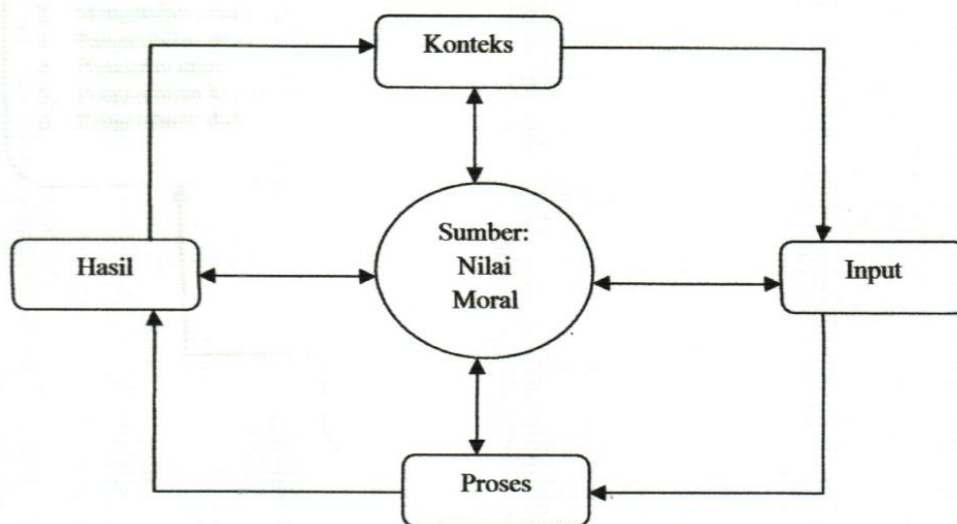 Konteks
Hasil
Sumber:
Nilai
Moral
Input
Proses